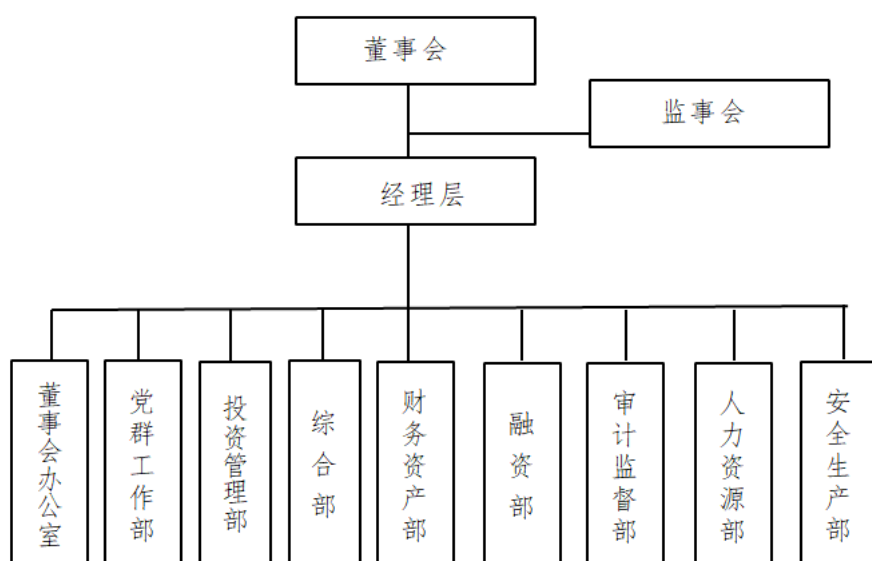 董事会
监事会
经理层
董事会办公室
党群工作部
投资管理部
综合部
财务资产部
融资部
审计监督部
人力资源部
安全生产部